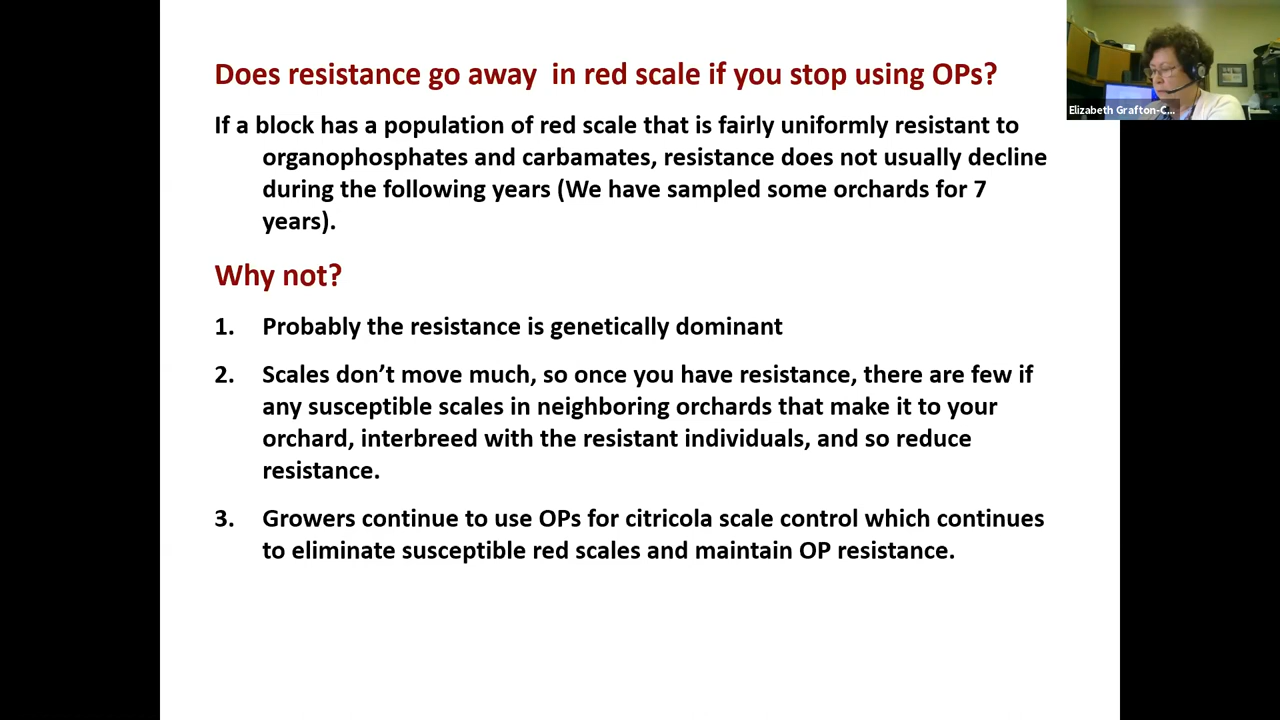 Does resistance go away  in red scale if you stop using OPs?
If a block has a population of red scale that is fairly uniformly resistant to
organophosphates and carbamates, resistance does not usually decline
during the following years (We have sampled some orchards for 7
years).
Why not?
1. Probably the resistance is genetically dominant
2. Scales don’t move much, so once you have resistance, there are few if
any susceptible scales in neighboring orchards that make it to your
orchard, interbreed with the resistant individuals, and so reduce
resistance.
3. Growers continue to use OPs for citricola scale control which continues
to eliminate susceptible red scales and maintain OP resistance.
Elizabeth Grafton-C...